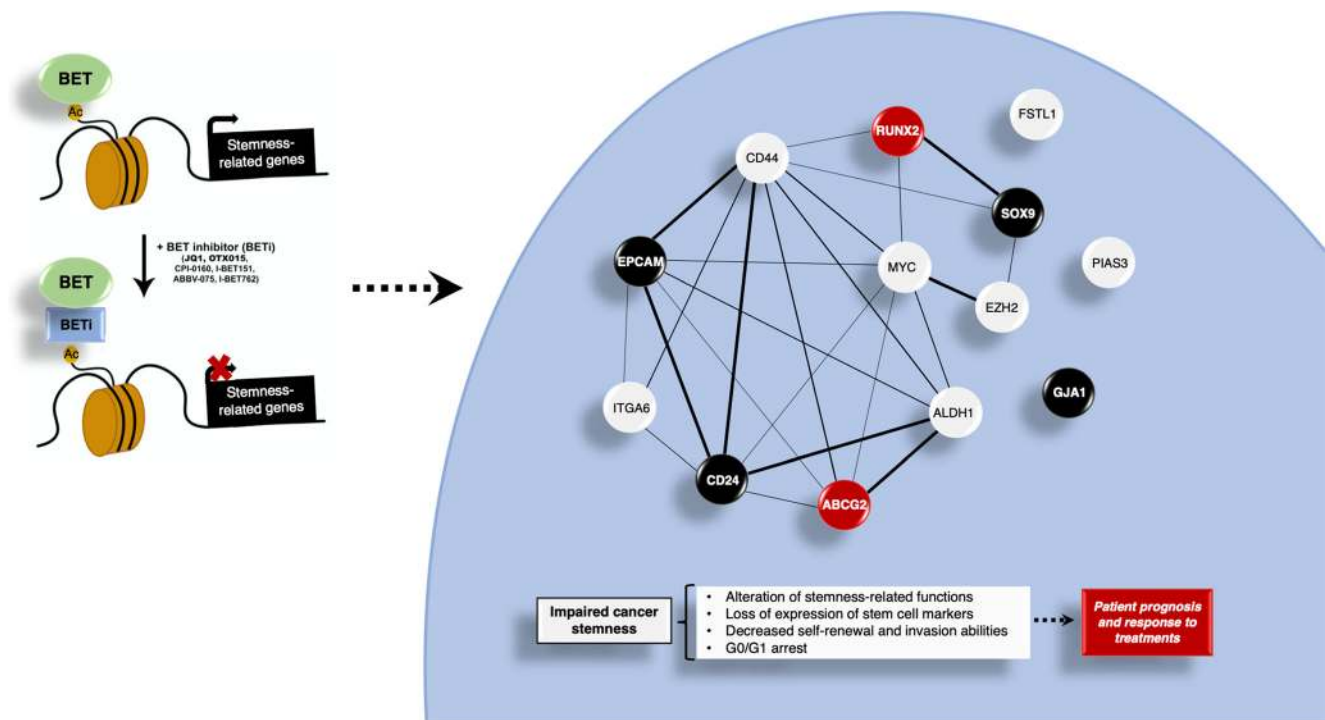 BET
Ac
Stemness-
related genes
+ BET inhibitor (BETi)
(JQ1, OTX015,
CPI-0160, I-BET151,
ABBV-075, I-BET762)
BET
BETi
Ac
Stemness-
related genes
FSTL1
RUNX2
CD44
SOX9
EPCAM
MYC
PIAS3
EZH2
GJA1
ITGA6
ALDH1
CD24
ABCG2
Impaired cancer
stemness
• Alteration of stemness-related functions
• Loss of expression of stem cell markers
• Decreased self-renewal and invasion abilities
• G0/G1 arrest
Patient prognosis
and response to
treatments